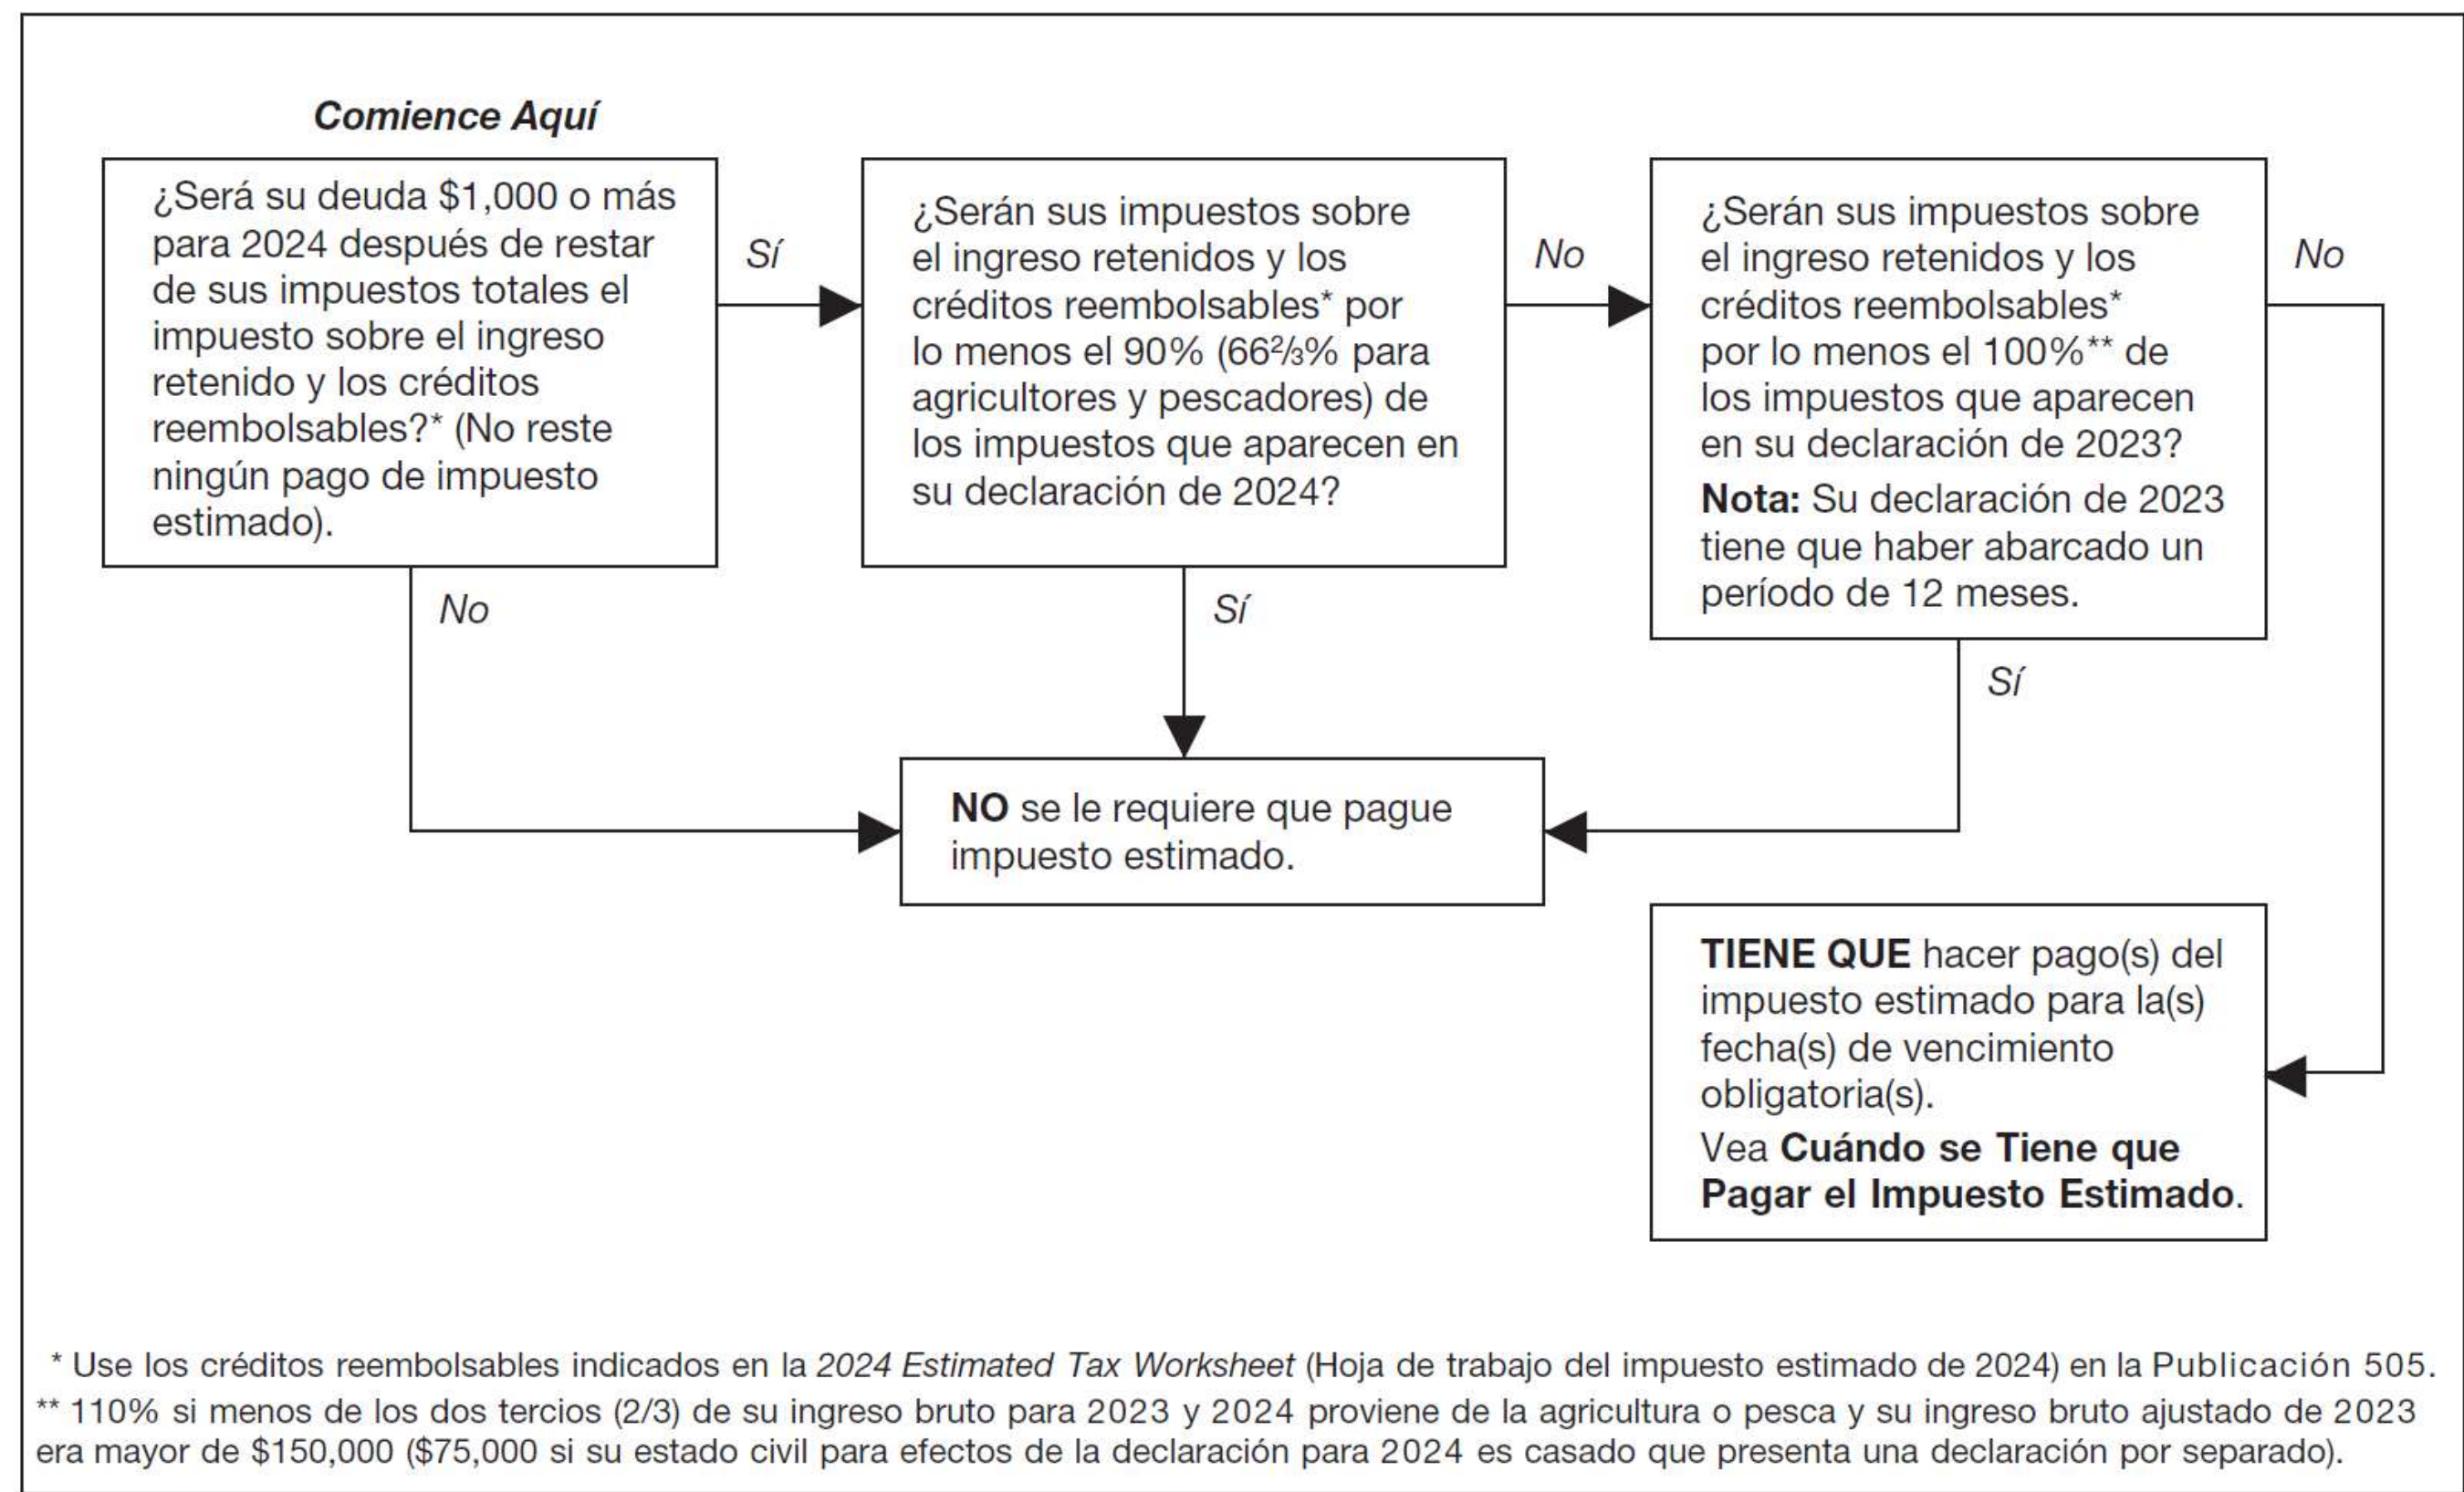 Comience Aquí
¿Será su deuda $1,000 o más
para 2024 después de restar
de sus impuestos totales el
impuesto sobre el ingreso
retenido y los créditos
reembolsables?* (No reste
ningún pago de impuesto
estimado).
Sí
No
¿Serán sus impuestos sobre
el ingreso retenidos y los
créditos reembolsables* por
lo menos el 90% (66⅔% para
agricultores y pescadores) de
los impuestos que aparecen en
su declaración de 2024?
No
Sí
¿Serán sus impuestos sobre
el ingreso retenidos y los
créditos reembolsables*
por lo menos el 100%** de
los impuestos que aparecen
en su declaración de 2023?
Nota: Su declaración de 2023
tiene que haber abarcado un
período de 12 meses.
No
Sí
NO se le requiere que pague
impuesto estimado.
TIENE QUE hacer pago(s) del
impuesto estimado para la(s)
fecha(s) de vencimiento
obligatoria(s).
Vea Cuándo se Tiene que
Pagar el Impuesto Estimado.
* Use los créditos reembolsables indicados en la 2024 Estimated Tax Worksheet (Hoja de trabajo del impuesto estimado de 2024) en la Publicación 505.
** 110% si menos de los dos tercios (2/3) de su ingreso bruto para 2023 y 2024 proviene de la agricultura o pesca y su ingreso bruto ajustado de 2023
era mayor de $150,000 ($75,000 si su estado civil para efectos de la declaración para 2024 es casado que presenta una declaración por separado).